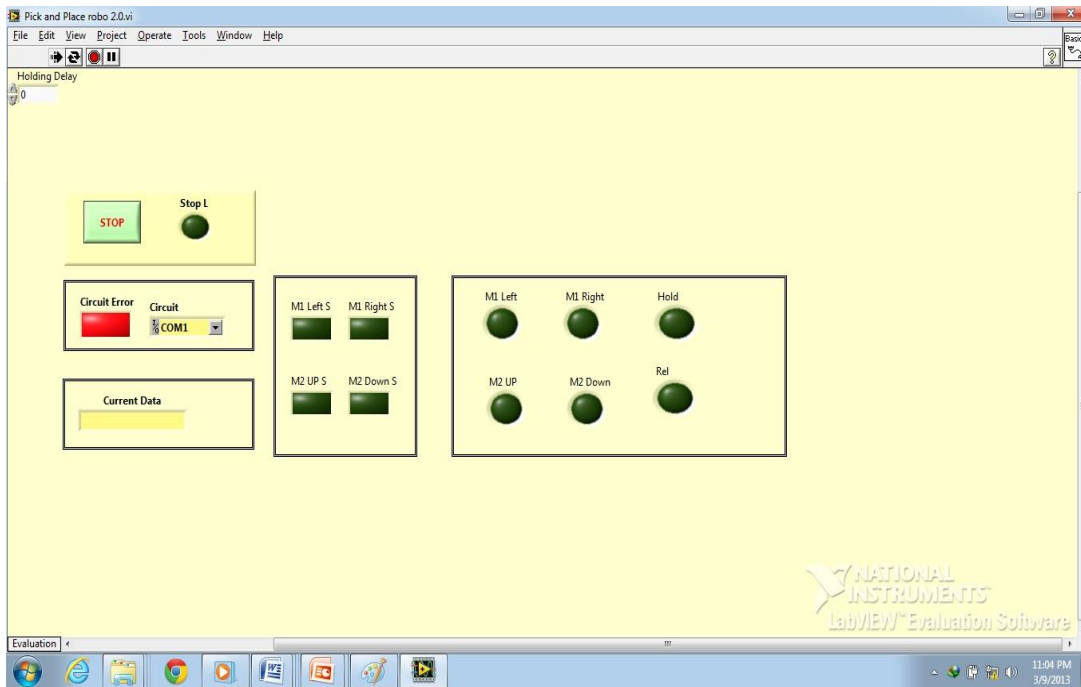 Pick and Place robo 2.0.vi
File Edit View Project Operate Tools Window Help
Basic
Holding Delay
0
STOP
Stop L
Circuit Error
Circuit
COM1
Current Data
M1 Left S M1 Right S
M2 UP S M2 Down S
M1 Left M1 Right Hold
M2 UP M2 Down Rel
NATIONAL
INSTRUMENTS
LabVIEW™ Evaluation Software
Evaluation
11:04 PM
3/9/2013